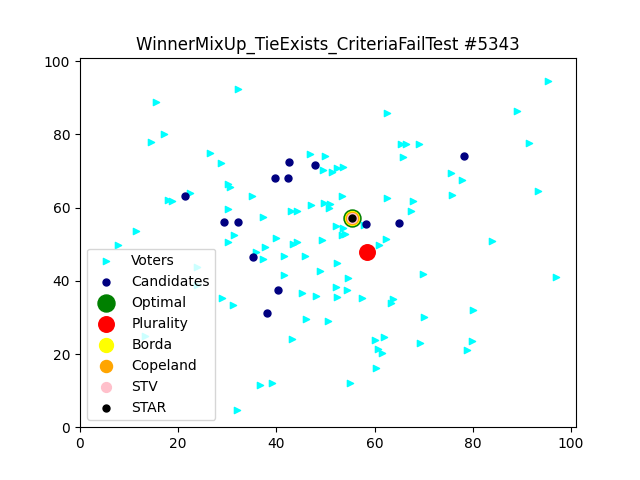 WinnerMixUp_TieExists_CriteriaFailTest #5343
100
80
60
40
20
0
Voters
Candidates
Optimal
Plurality
Borda
Copeland
STV
STAR
0 20 40 60 80 100